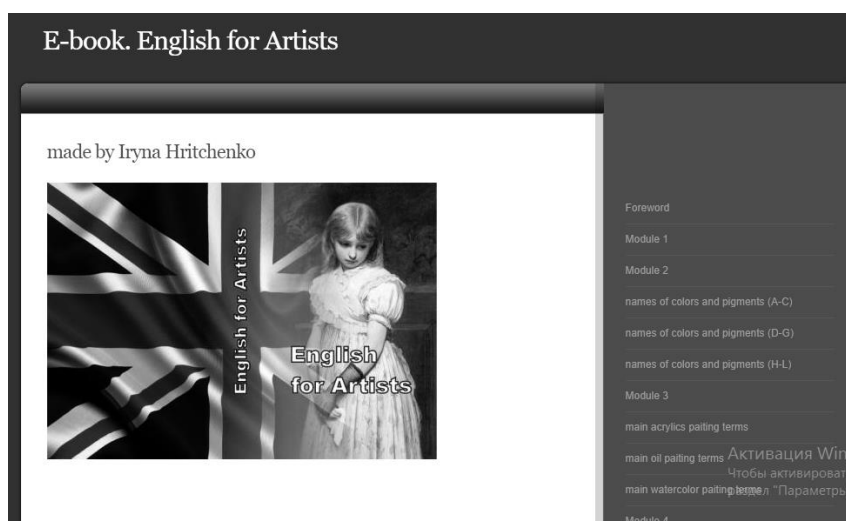 E-book. English for Artists
made by Iryna Hritchenko
English for Artists
English
for Artists
Foreword
Module 1
Module 2
names of colors and pigments (A-C)
names of colors and pigments (D-G)
names of colors and pigments (H-L)
Module 3
main acrylics paiting terms
main oil paiting terms
Активация Win
Чтобы активироват
main watercolor paiting terms
раздел "Параметры
Module 4